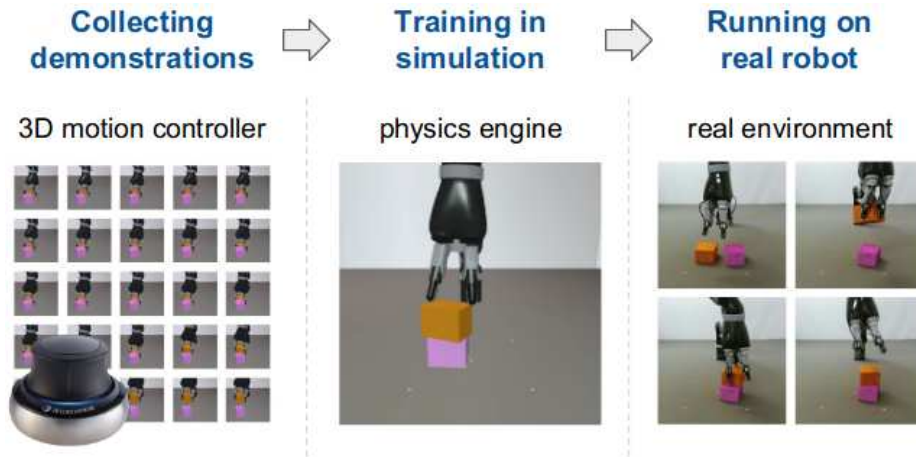 Collecting
demonstrations
Training in
simulation
Running on
real robot
3D motion controller
physics engine
real environment